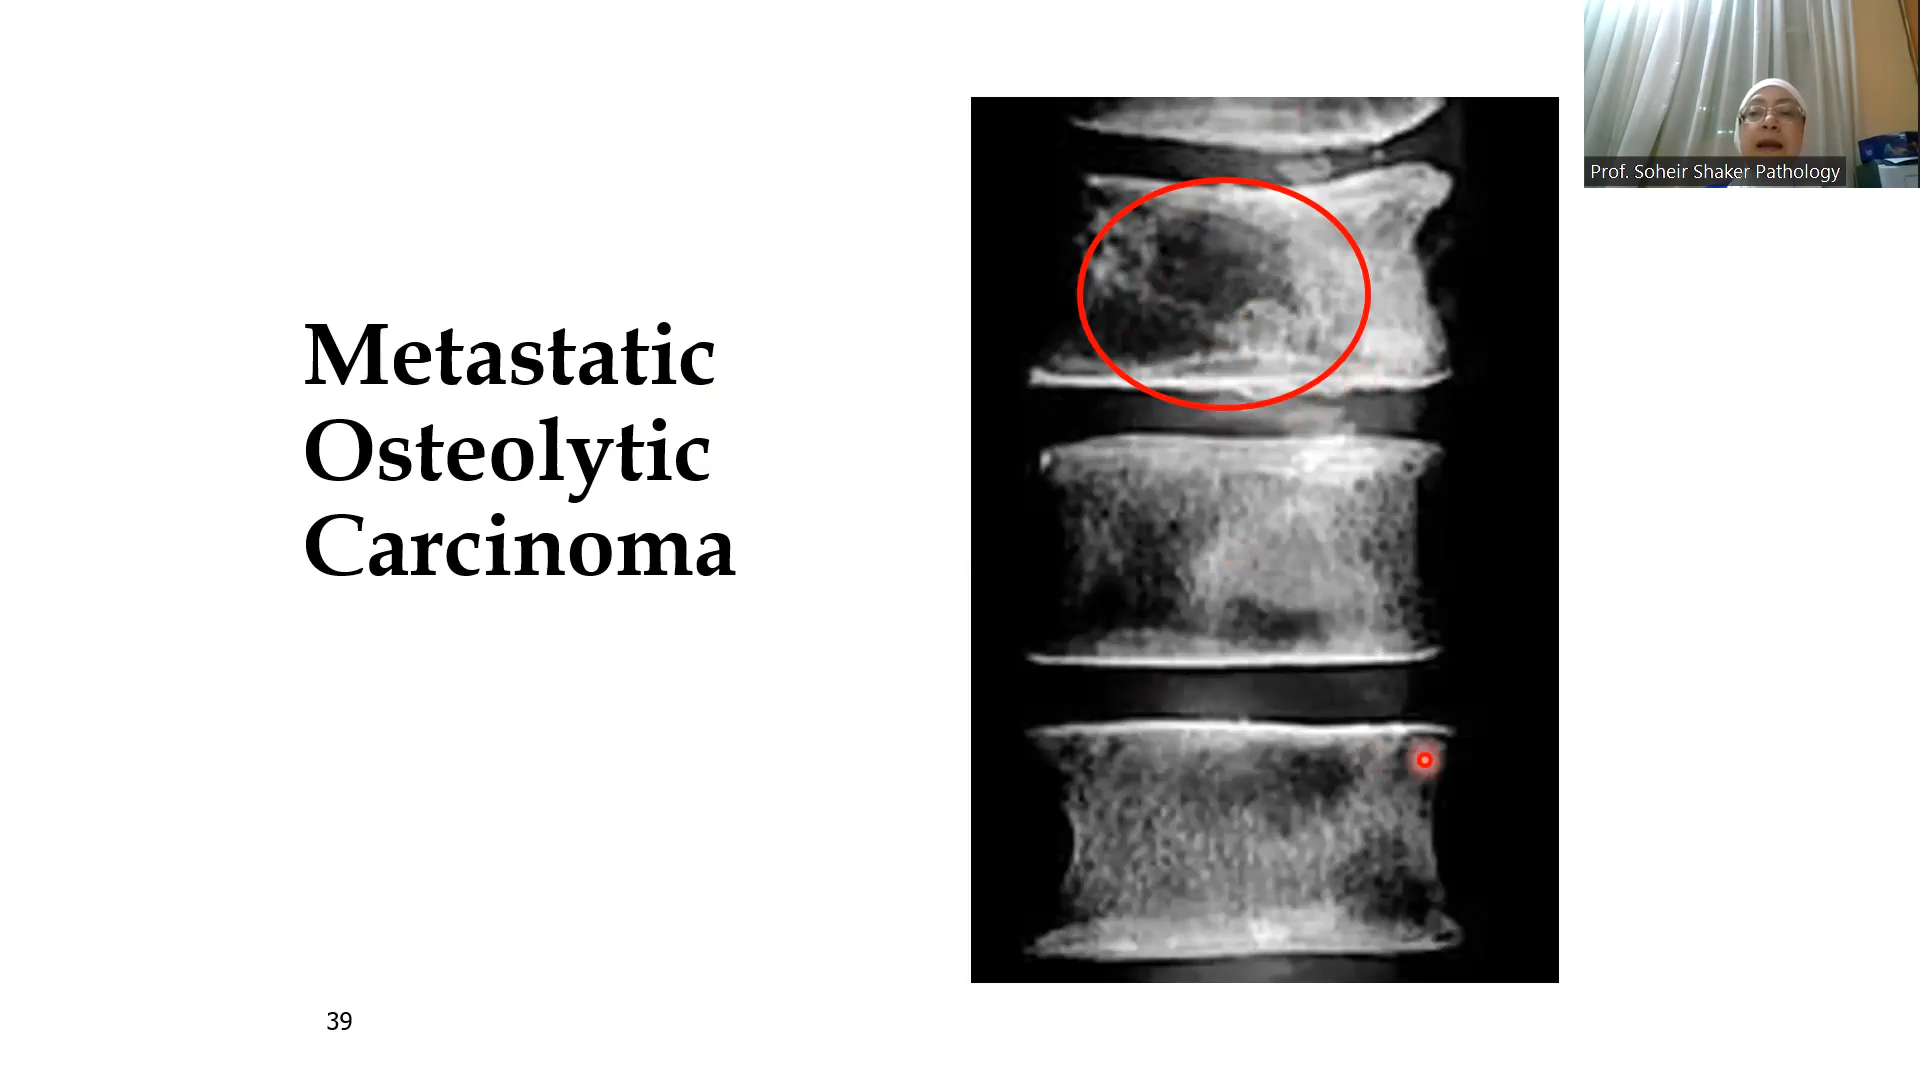 Metastatic
Osteolytic
Carcinoma
Prof. Soheir Shaker Pathology
39